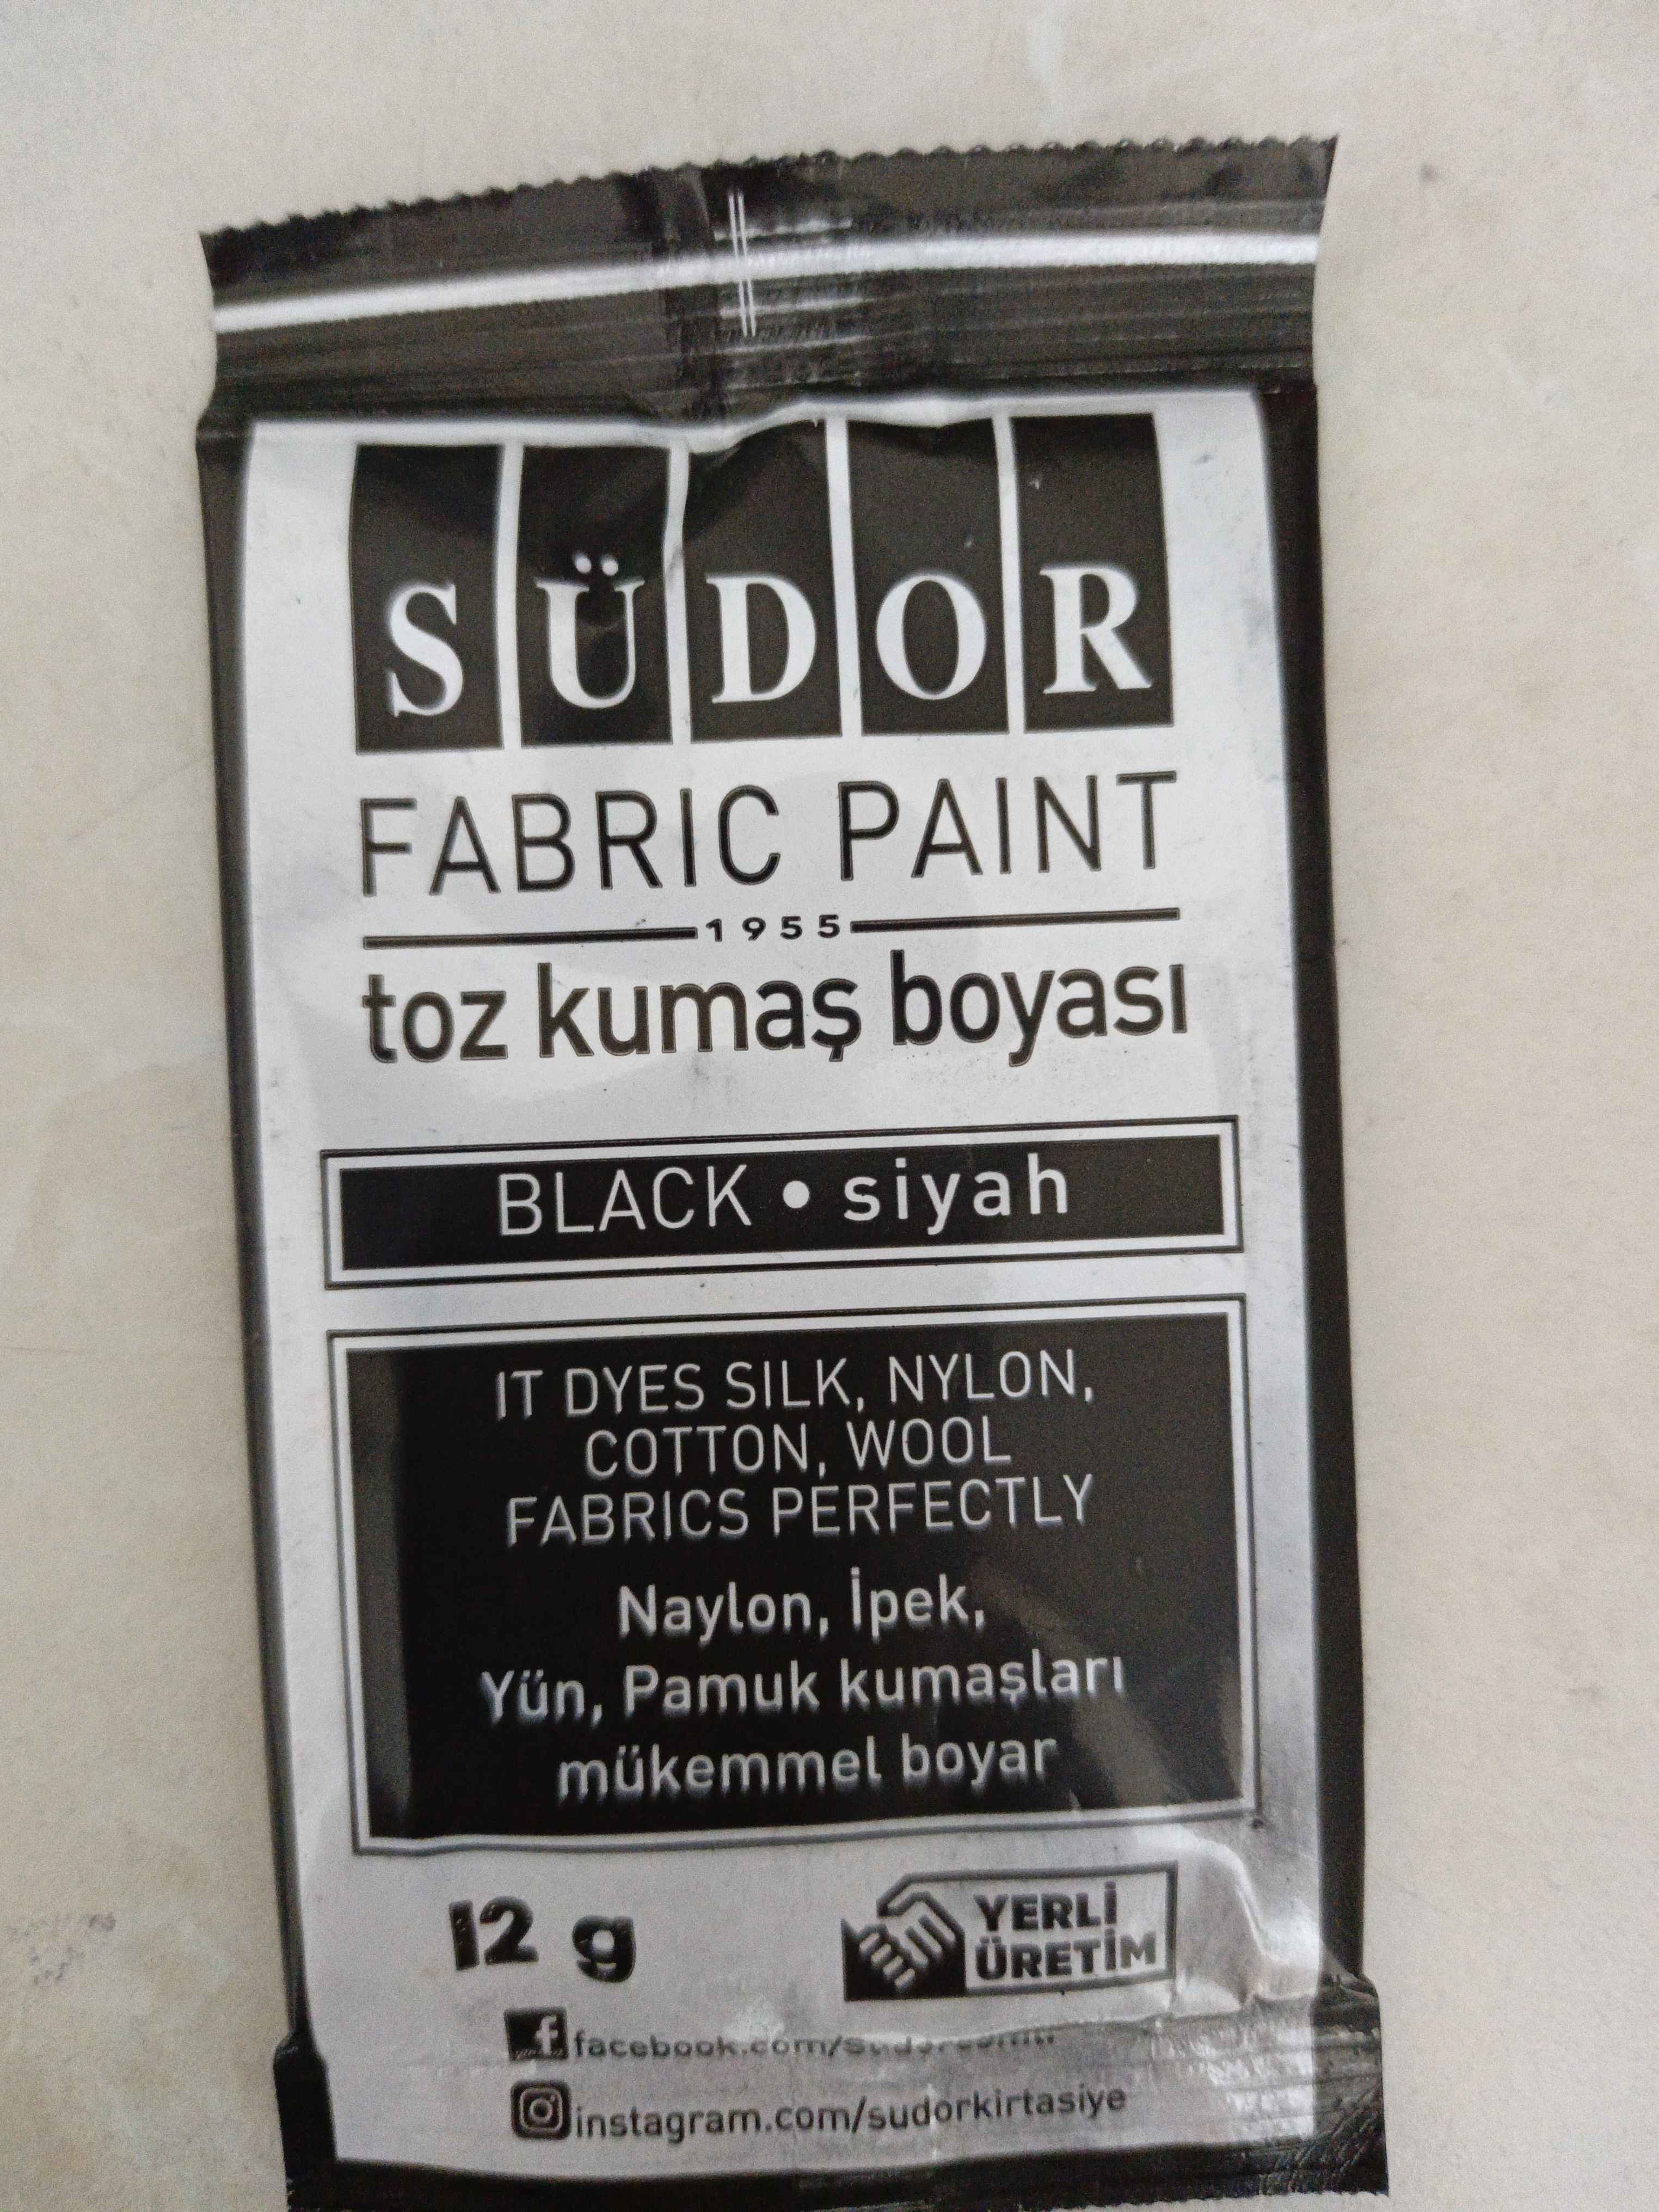 SÜDOR
FABRIC PAINT
1955
toz kumaş boyası
BLACK • siyah
IT DYES SILK, NYLON,
COTTON, WOOL
FABRICS PERFECTLY
Naylon, İpek,
Yün, Pamuk kumaşları
mükemmel boyar
12 g
YERLİ
ÜRETİM
instagram.com/sudorkirtasiye